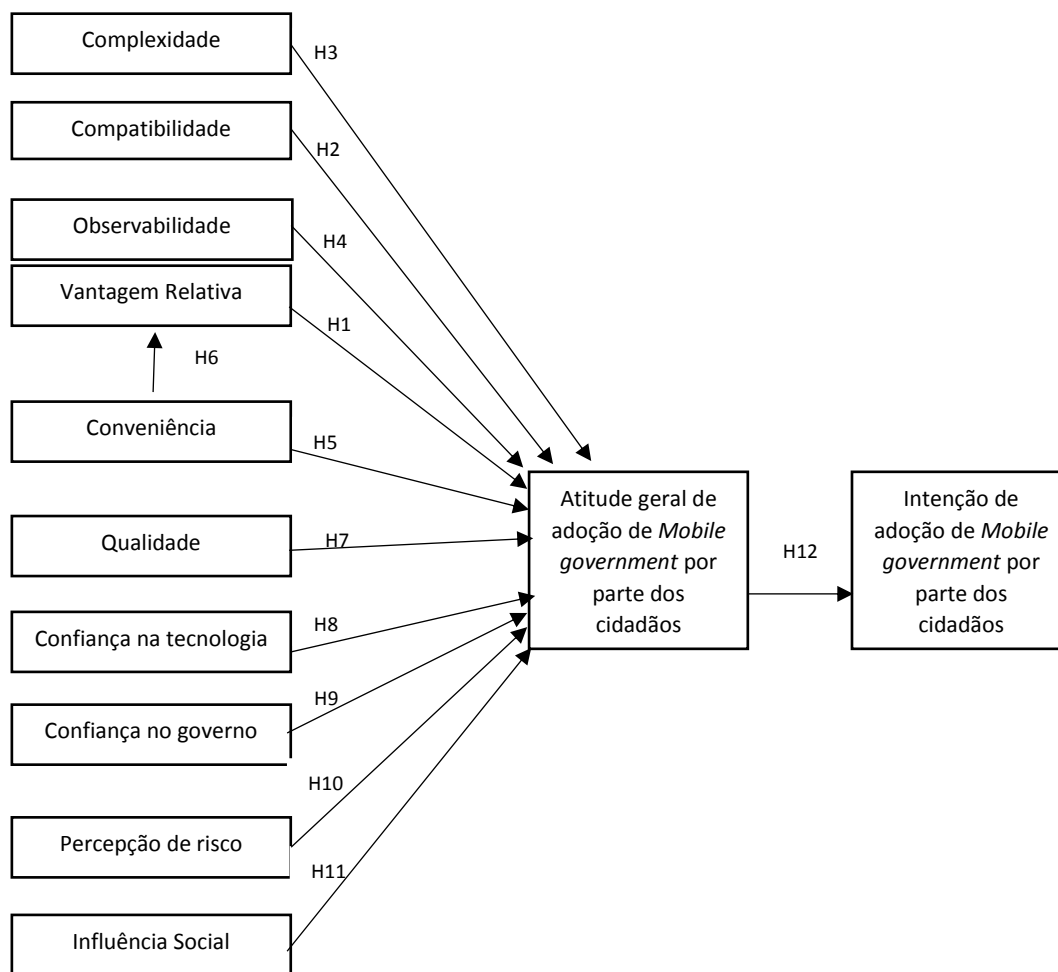 Complexidade
H3
Compatibilidade
H2
Observabilidade
H4
Vantagem Relativa
H1
H6
Conveniência
H5
Qualidade
H7
Confiança na tecnologia
H8
Confiança no governo
H9
Percepção de risco
H10
Influência Social
H11
Atitude geral de
adoção de Mobile
government por
parte dos
cidadãos
H12
Intenção de
adoção de Mobile
government por
parte dos
cidadãos